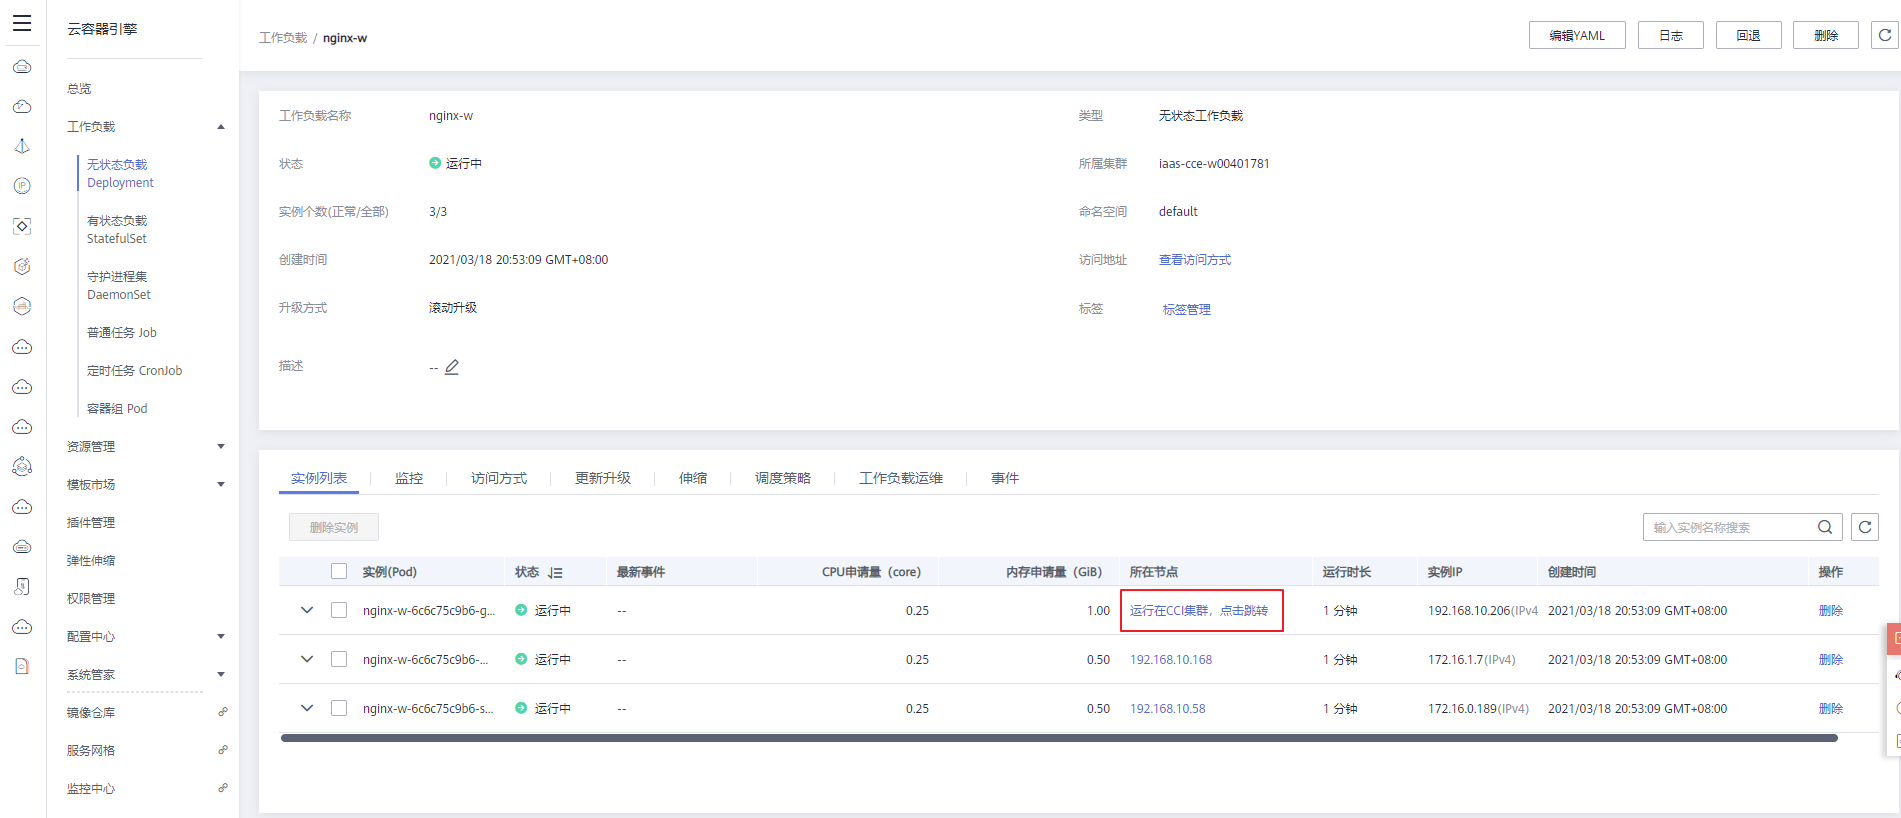 云容器引擎
总览
工作负载
无状态负载
Deployment
有状态负载
StatefulSet
守护进程集
DaemonSet
普通任务 Job
定时任务 CronJob
容器组 Pod
资源管理
模板市场
插件管理
弹性伸缩
权限管理
配置中心
系统管家
镜像仓库
服务网格
监控中心
工作负载 / nginx-w
编辑YAML 日志 回退 删除
工作负载名称 nginx-w 类型 无状态工作负载
状态 运行中 所属集群 iaas-cce-w00401781
实例个数(正常/全部) 3/3 命名空间 default
创建时间 2021/03/18 20:53:09 GMT+08:00 访问地址 查看访问方式
升级方式 滚动升级 标签 标签管理
描述 --
实例列表 监控 访问方式 更新升级 伸缩 调度策略 工作负载运维 事件
删除实例 输入实例名称搜索
实例(Pod) 状态 最新事件 CPU申请量（core） 内存申请量（GiB） 所在节点 运行时长 实例IP 创建时间 操作
nginx-w-6c6c75c9b6-g... 运行中 -- 0.25 1.00 运行在CCI集群，点击跳转 1 分钟 192.168.10.206(IPv4 2021/03/18 20:53:09 GMT+08:00 删除
nginx-w-6c6c75c9b6-... 运行中 -- 0.25 0.50 192.168.10.168 1 分钟 172.16.1.7(IPv4) 2021/03/18 20:53:09 GMT+08:00 删除
nginx-w-6c6c75c9b6-s... 运行中 -- 0.25 0.50 192.168.10.58 1 分钟 172.16.0.189(IPv4) 2021/03/18 20:53:09 GMT+08:00 删除